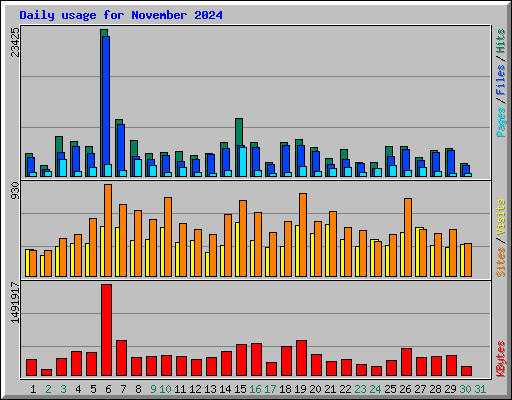 Daily usage for November 2024
23425
Pages / Files / Hits
930
Sites / Visits
1491917
KBytes
1 2 3 4 5 6 7 8 9 10 11 12 13 14 15 16 17 18 19 20 21 22 23 24 25 26 27 28 29 30 31